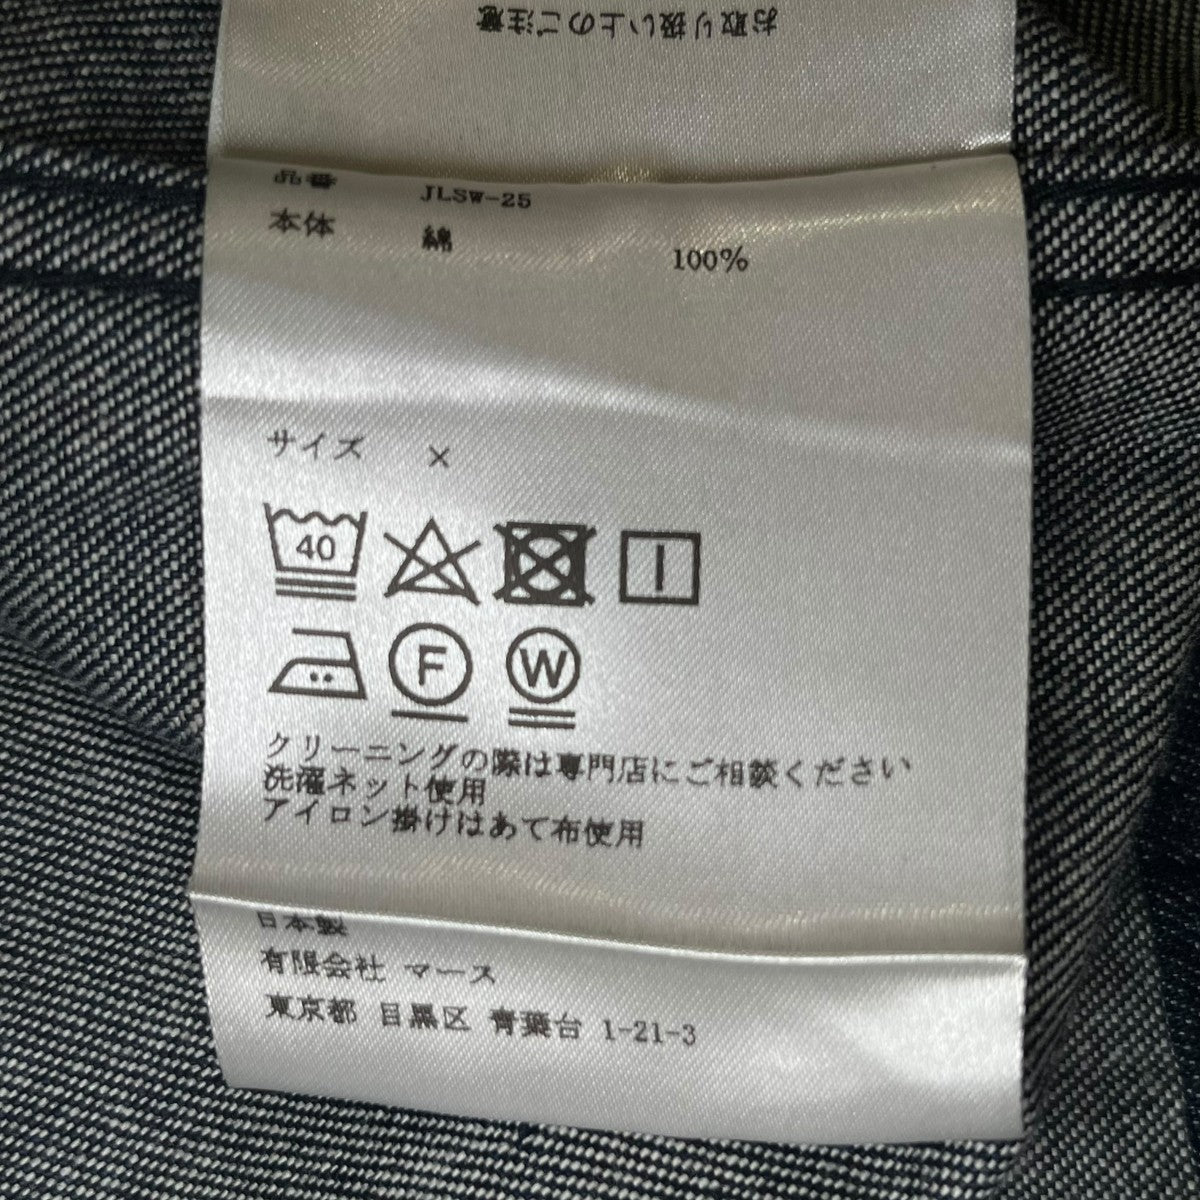 お取り扱い上のご注意
品番 JLSW-25
本体 綿 100%
サイズ ×
40
F W
クリーニングの際は専門店にご相談ください
洗濯ネット使用
アイロン掛けはあて布使用
日本製
有限会社 マース
東京都 目黒区 青葉台 1-21-3